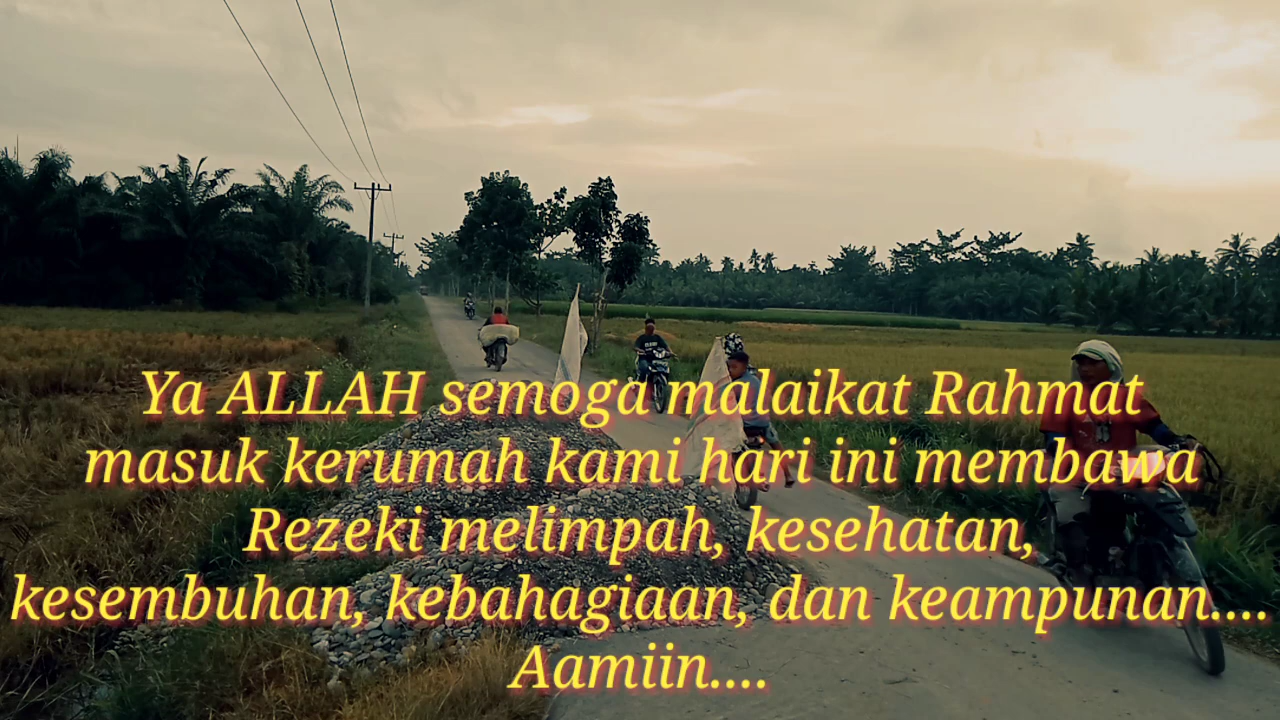 Ya ALLAH semoga malaikat Rahmat
masuk kerumah kami hari ini membawa
Rezeki melimpah, kesehatan,
kesembuhan, kebahagiaan, dan keampunan....
Aamiin....